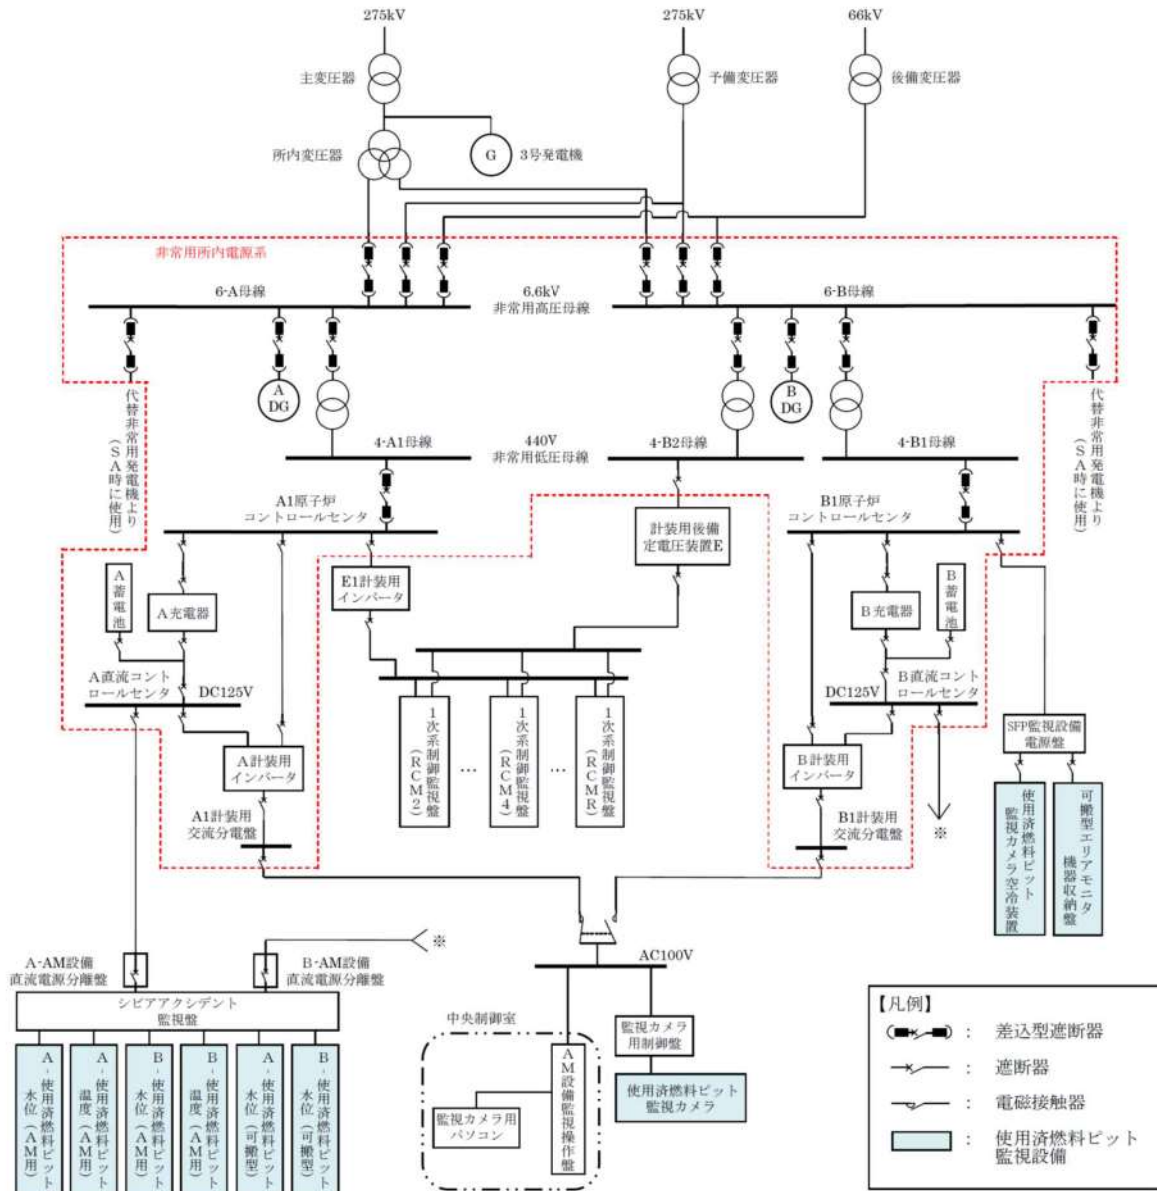 275kV
275kV
66kV
主変圧器
予備変圧器
後備変圧器
所内変圧器
G
3号発電機
非常用所内電源系
6-A母線
6.6kV
非常用高圧母線
6-B母線
A
DG
B
DG
代替非常用発電機より
(SA時に使用)
代替非常用発電機より
(SA時に使用)
4-A1母線
440V
非常用低圧母線
4-B2母線
4-B1母線
A1原子炉
コントロールセンタ
B1原子炉
コントロールセンタ
計装用後備
定電圧装置E
A蓄電池
A充電器
E1計装用
インバータ
B充電器
B蓄電池
A直流コント
ロールセンタ
DC125V
B直流コント
ロールセンタ
DC125V
1次系制御監視盤
(RCM2)
…
1次系制御監視盤
(RCM4)
…
1次系制御監視盤
(RCMR)
SFP監視設備
電源盤
A計装用
インバータ
B計装用
インバータ
※
A1計装用
交流分電盤
B1計装用
交流分電盤
使用済燃料ピット
監視カメラ空冷装置
可搬型エリアモニタ
機器収納盤
※
A-AM設備
直流電源分離盤
B-AM設備
直流電源分離盤
AC100V
シビアアクシデント
監視盤
A-使用済燃料ピット
水位(AM用)
A-使用済燃料ピット
温度(AM用)
B-使用済燃料ピット
水位(AM用)
B-使用済燃料ピット
温度(AM用)
A-使用済燃料ピット
水位(可搬型)
B-使用済燃料ピット
水位(可搬型)
中央制御室
監視カメラ用
パソコン
AM設備監視操作盤
監視カメラ
用制御盤
使用済燃料ピット
監視カメラ
【凡例】
: 差込型遮断器
: 遮断器
: 電磁接触器
: 使用済燃料ピット
監視設備